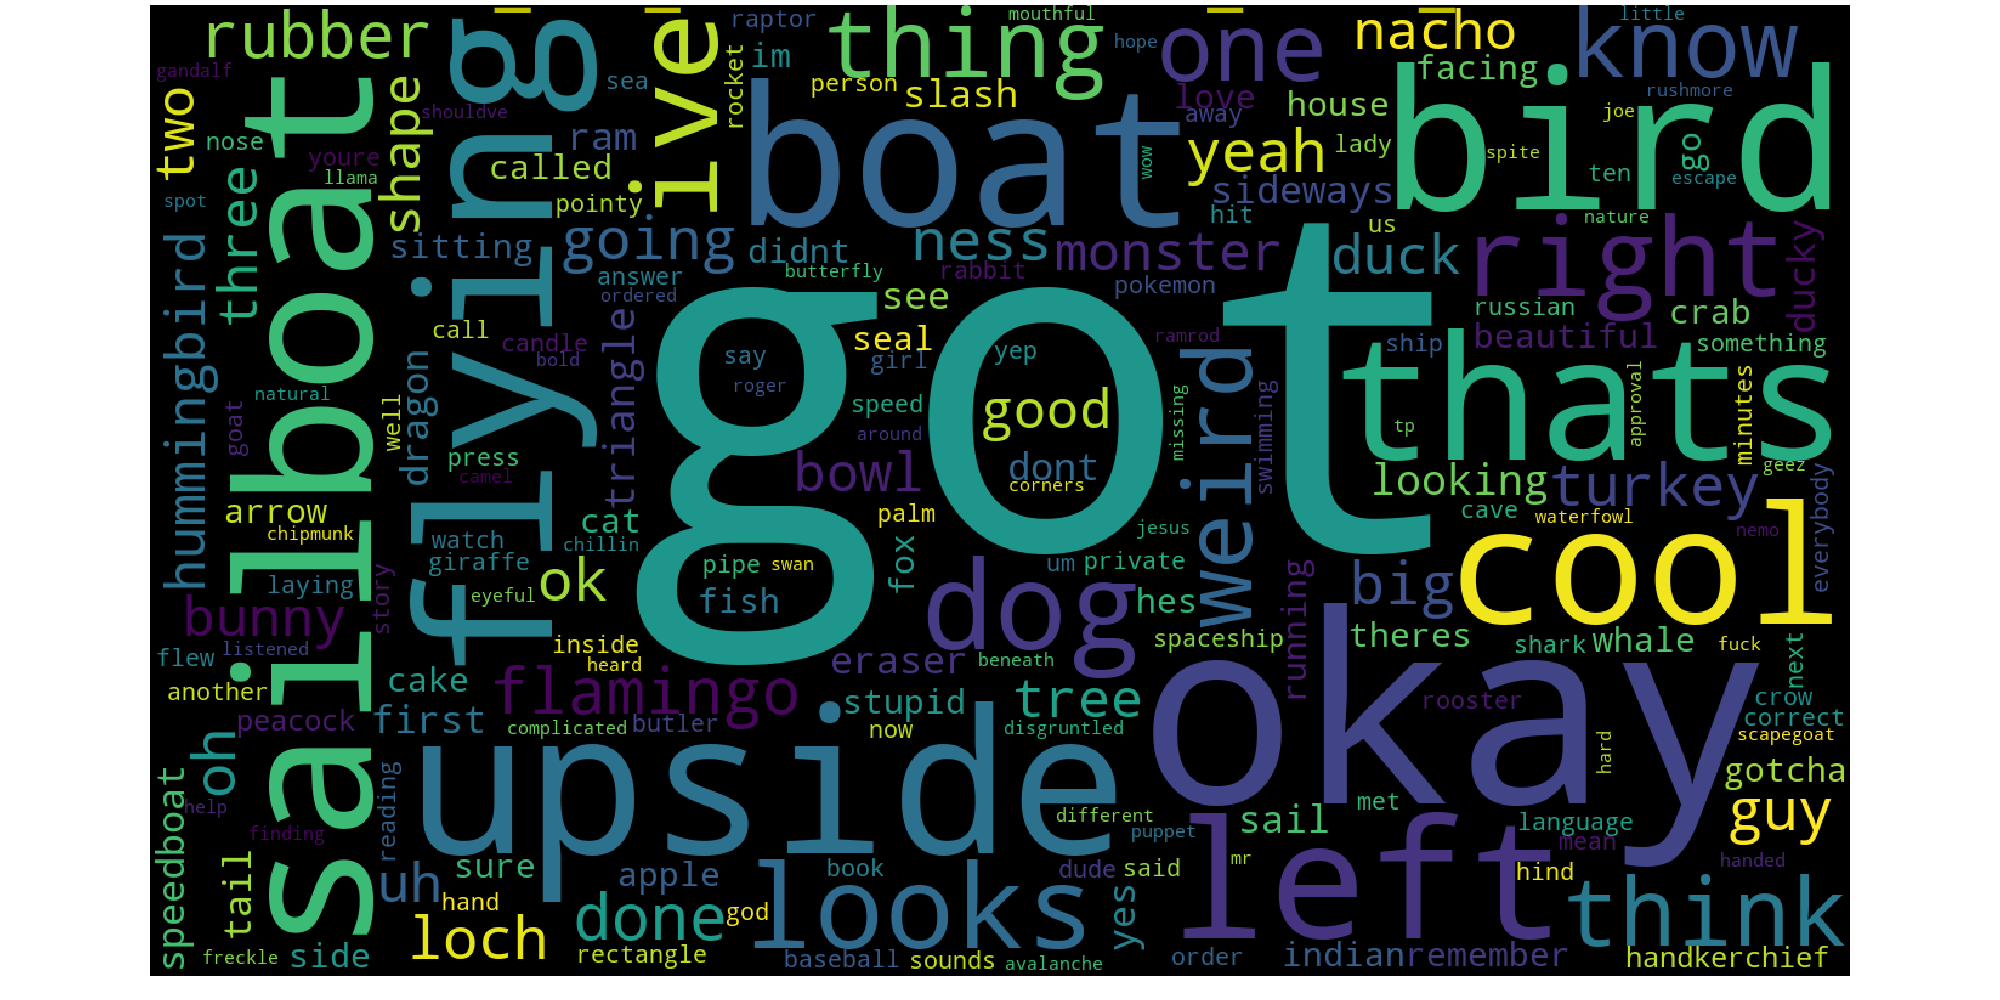 gandalf
rubber
raptor
im
thing
mouthful
hope
one
nacho
know
little
two
nose
youre
llama
spot
sailboat
shape
shouldve
flying
sea
ive
rocket
person
slash
boat
love
away
wow
house
facing
lady
yeah
spite
joe
rushmore
bird
go
ten
escape
nature
ram
called
pointy
sideways
hit
us
three
hummingbird
sitting
going
didnt
ness
monster
duck
right
ducky
answer
ordered
butterfly
rabbit
pokemon
see
russian
crab
call
candle
bold
triangle
seal
girl
yep
ramrod
weird
ship
beautiful
something
say
roger
got
thats
natural
goat
well
dragon
speed
around
good
missing
swimming
tp
approval
minutes
press
camel
bowl
dont
corners
looking
turkey
geez
everybody
arrow
chipmunk
cat
chillin
palm
jesus
cave
waterfowl
nemo
watch
giraffe
laying
story
eyeful
ok
pipe
swan
fish
fox
um
private
cool
bunny
dog
hes
running
big
flew
listened
inside
heard
spaceship
theres
shark
whale
fuck
next
another
cake
flamingo
eraser
beneath
okay
rooster
crow
peacock
first
complicated
butler
stupid
now
tree
disgruntled
correct
scapegoat
oh
upside
hard
gotcha
speedboat
help
finding
reading
different
puppet
sail
met
language
mean
guy
handed
tail
sure
uh
hand
apple
book
looks
dude
said
mr
left
hind
think
freckle
side
loch
done
god
rectangle
baseball
sounds
avalanche
yes
order
indian
remember
handkerchief